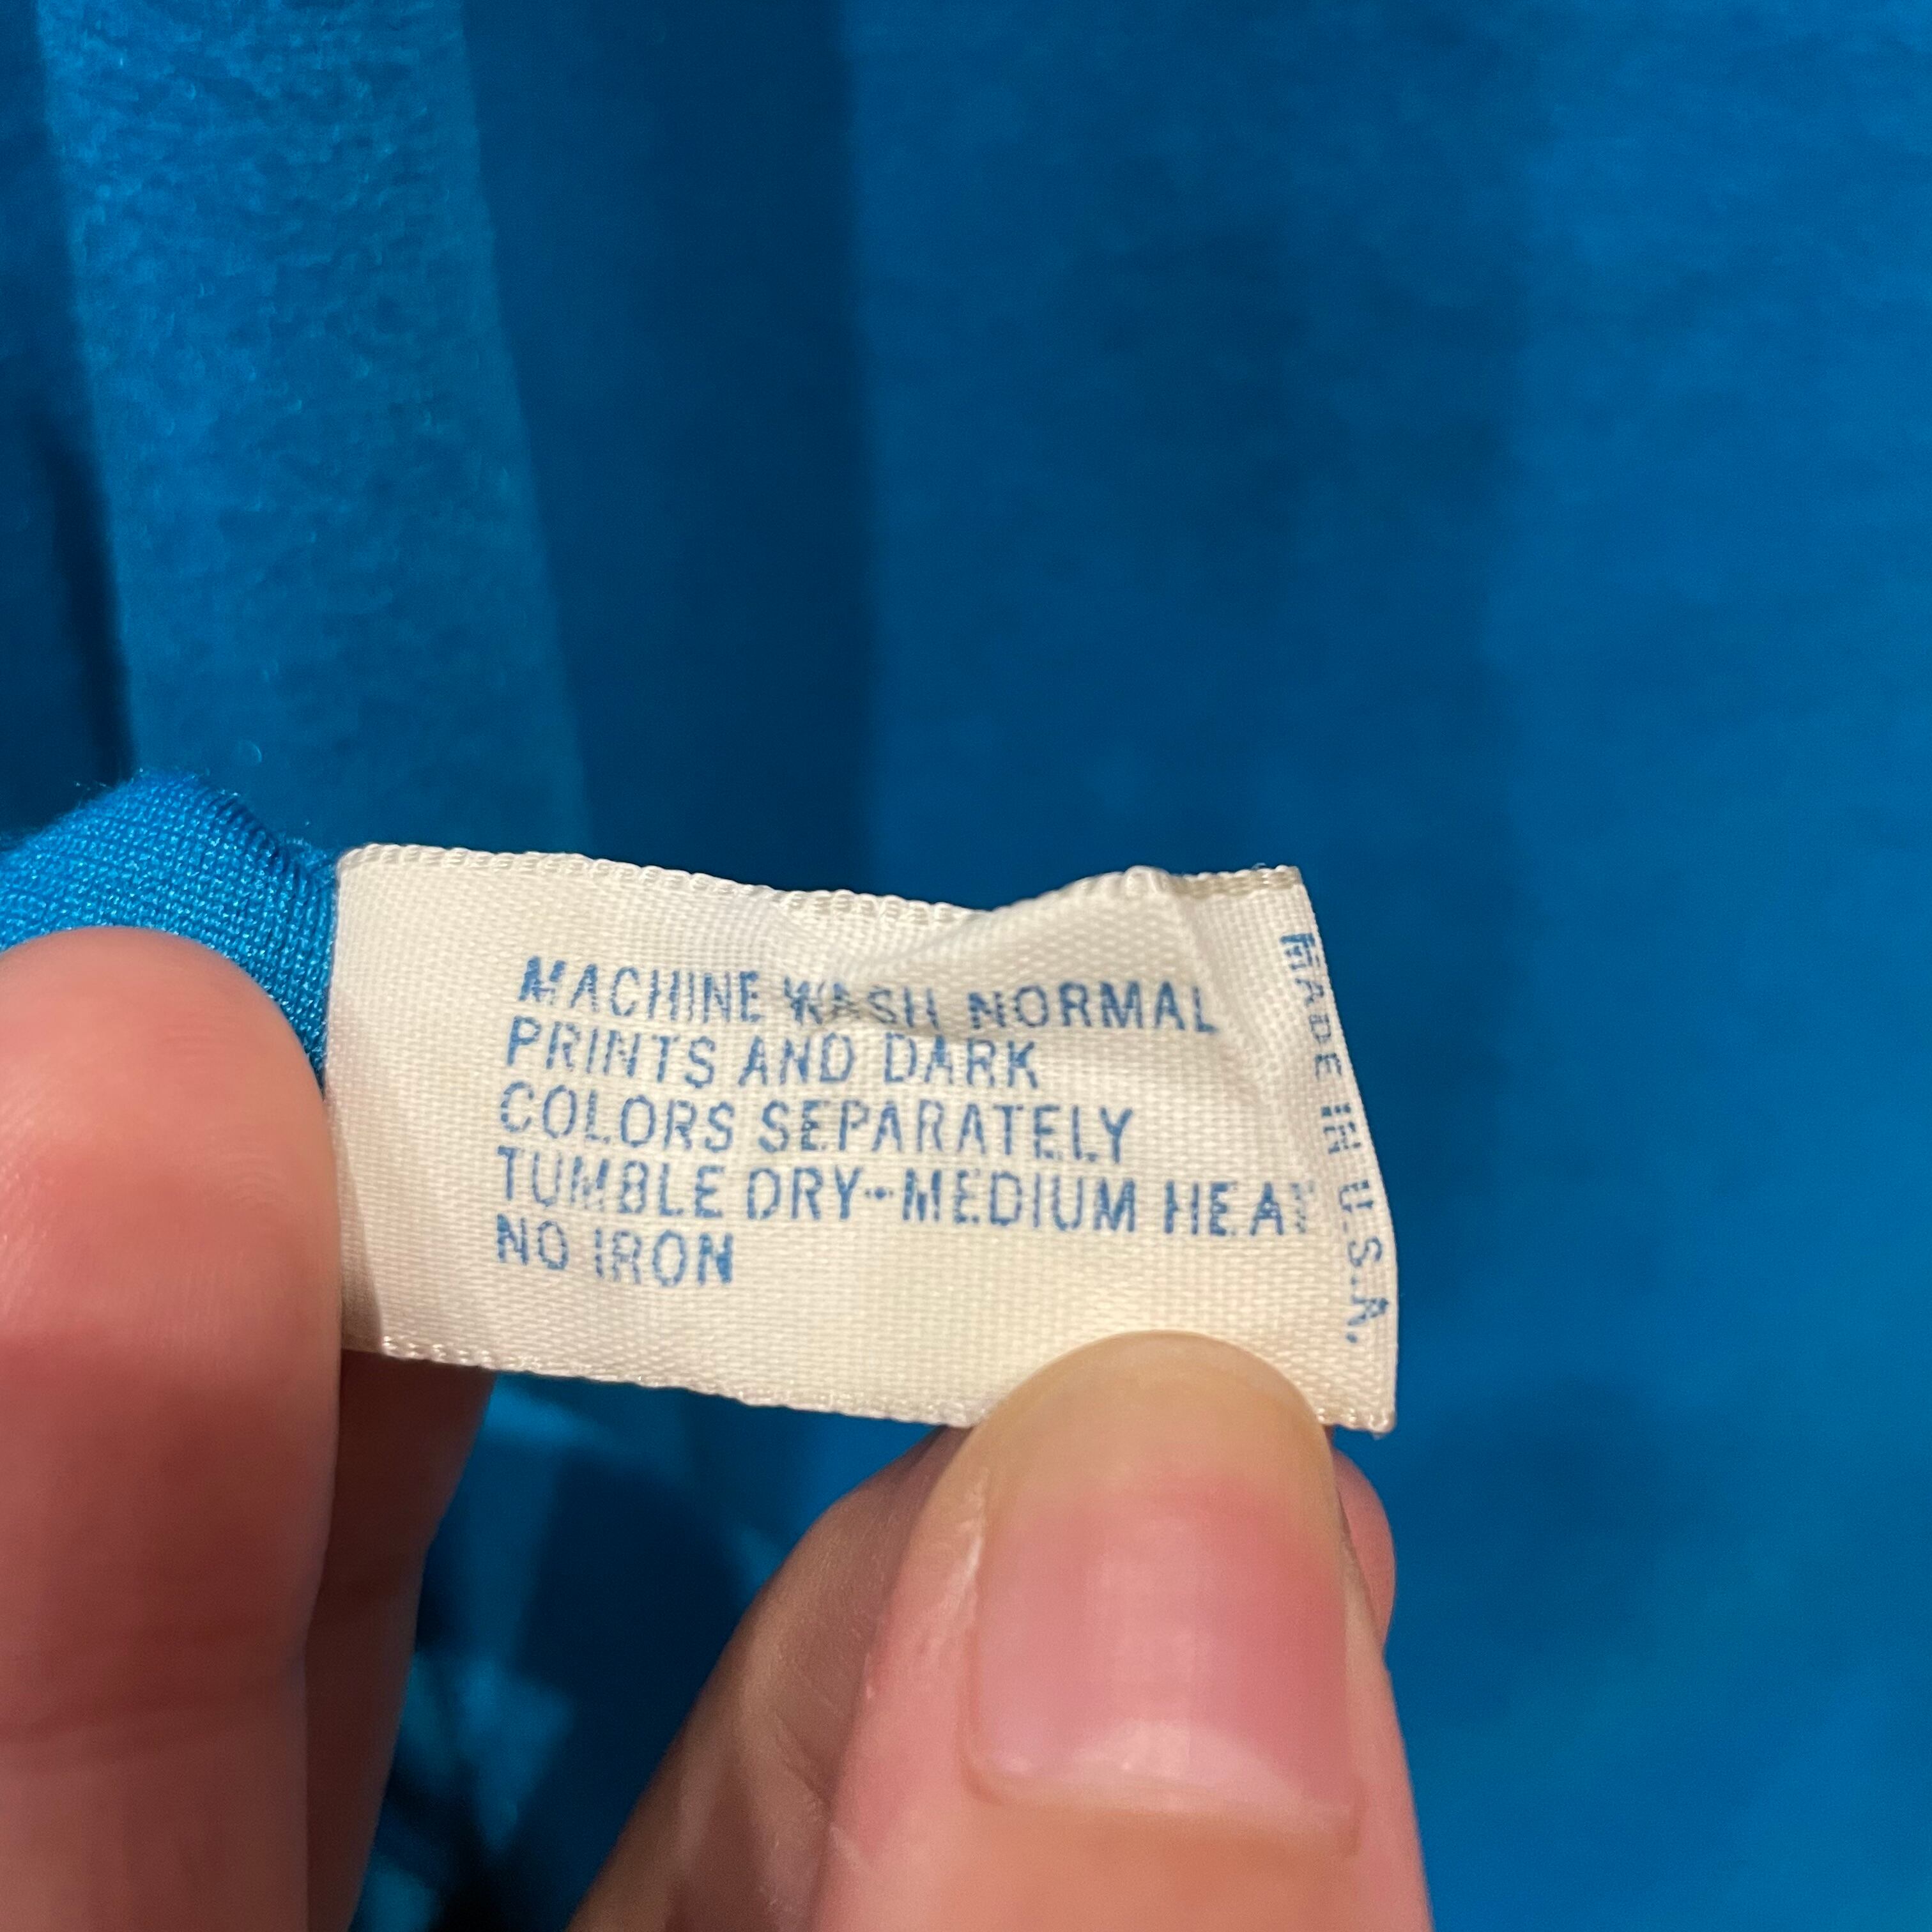 MACHINE WASH NORMAL
PRINTS AND DARK
COLORS SEPARATELY
TUMBLE DRY--MEDIUM HEAT
NO IRON
MADE IN U.S.A.